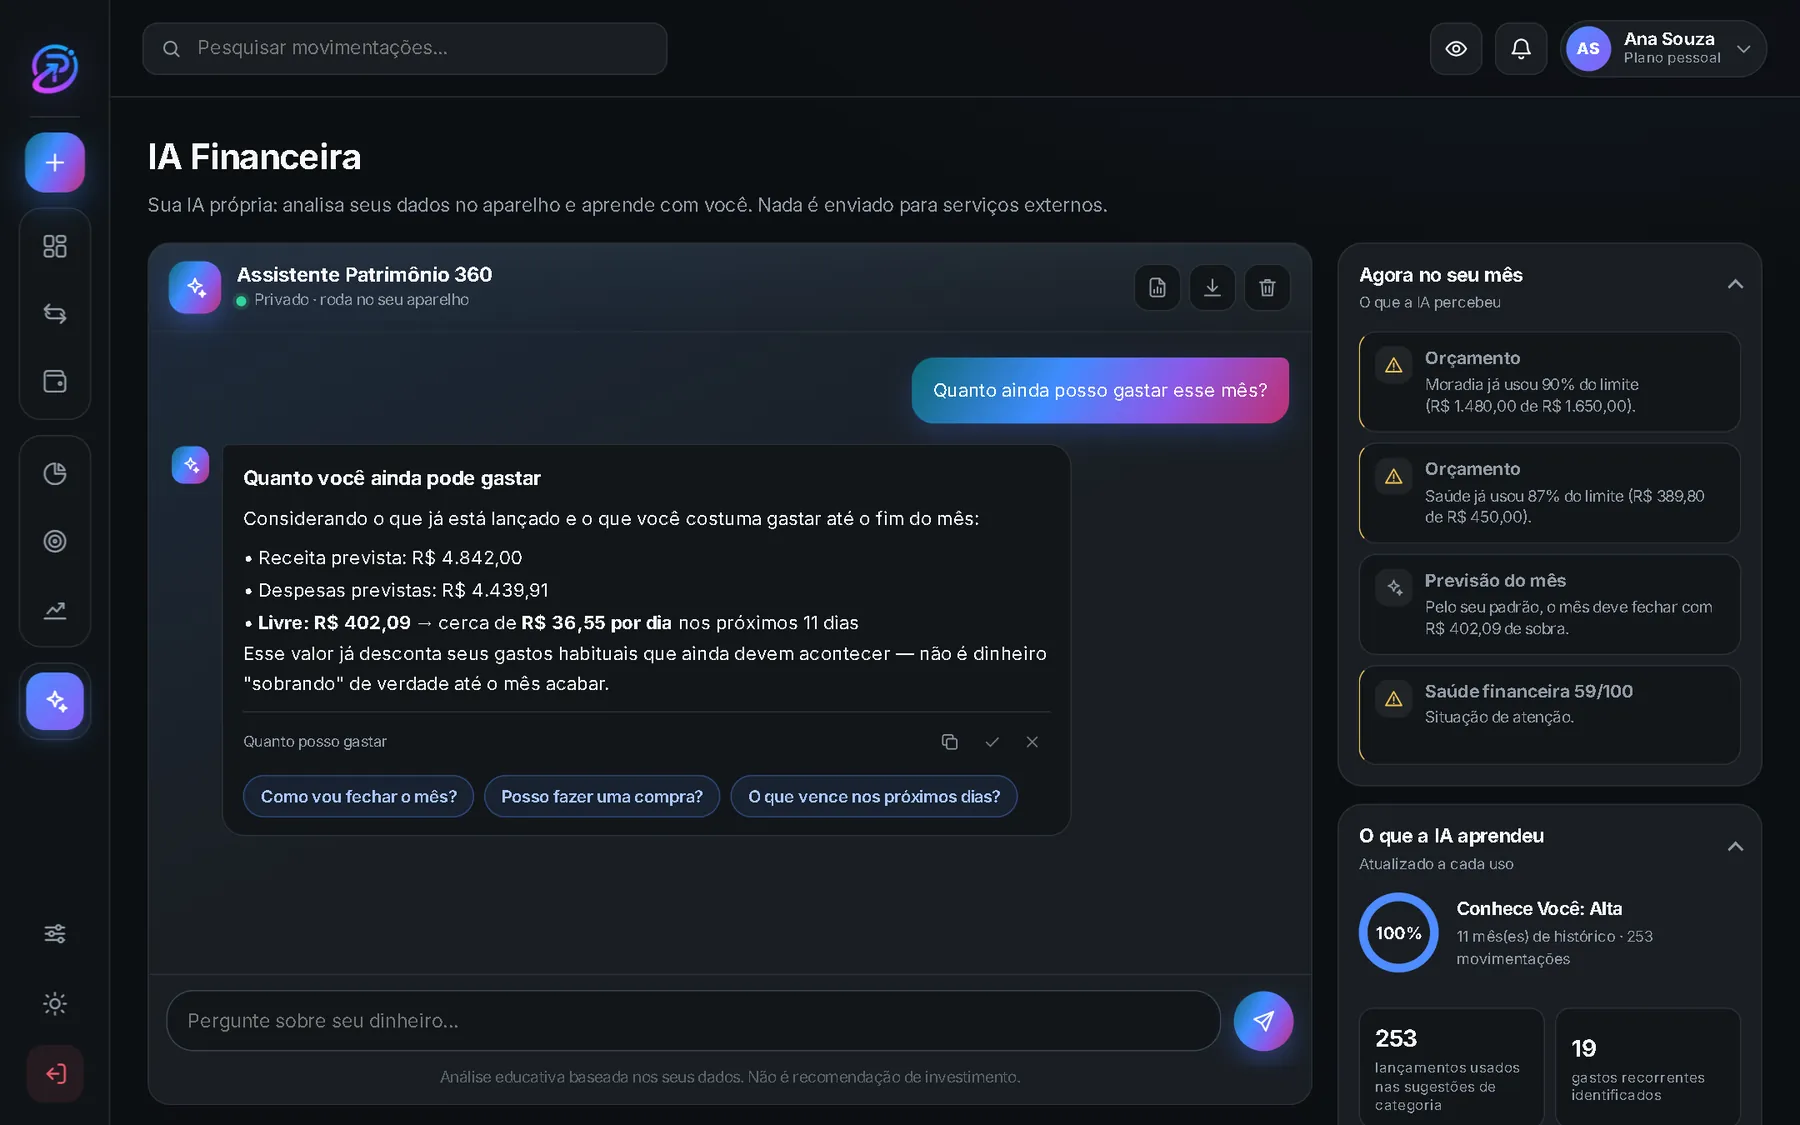 Pesquisar movimentações...
AS
Ana Souza
Plano pessoal
IA Financeira
Sua IA própria: analisa seus dados no aparelho e aprende com você. Nada é enviado para serviços externos.
Assistente Patrimônio 360
Privado · roda no seu aparelho
Quanto ainda posso gastar esse mês?
Quanto você ainda pode gastar
Considerando o que já está lançado e o que você costuma gastar até o fim do mês:
• Receita prevista: R$ 4.842,00
• Despesas previstas: R$ 4.439,91
• Livre: R$ 402,09 → cerca de R$ 36,55 por dia nos próximos 11 dias
Esse valor já desconta seus gastos habituais que ainda devem acontecer — não é dinheiro
"sobrando" de verdade até o mês acabar.
Quanto posso gastar
Como vou fechar o mês?
Posso fazer uma compra?
O que vence nos próximos dias?
Pergunte sobre seu dinheiro...
Análise educativa baseada nos seus dados. Não é recomendação de investimento.
Agora no seu mês
O que a IA percebeu
Orçamento
Moradia já usou 90% do limite
(R$ 1.480,00 de R$ 1.650,00).
Orçamento
Saúde já usou 87% do limite (R$ 389,80
de R$ 450,00).
Previsão do mês
Pelo seu padrão, o mês deve fechar com
R$ 402,09 de sobra.
Saúde financeira 59/100
Situação de atenção.
O que a IA aprendeu
Atualizado a cada uso
100%
Conhece Você: Alta
11 mês(es) de histórico · 253
movimentações
253
lançamentos usados
nas sugestões de
categoria
19
gastos recorrentes
identificados